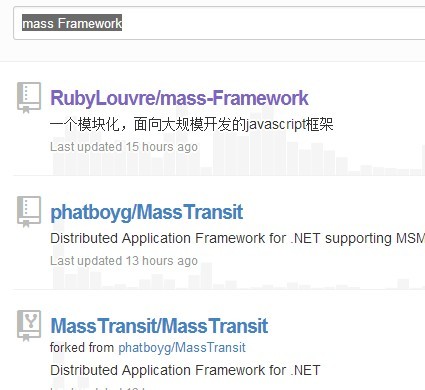 mass Framework
RubyLouvre/mass-Framework
一个模块化，面向大规模开发的javascript框架
Last updated 15 hours ago
phatboyg/MassTransit
Distributed Application Framework for .NET supporting MSM
Last updated 13 hours ago
MassTransit/MassTransit
forked from phatboyg/MassTransit
Distributed Application Framework for .NET